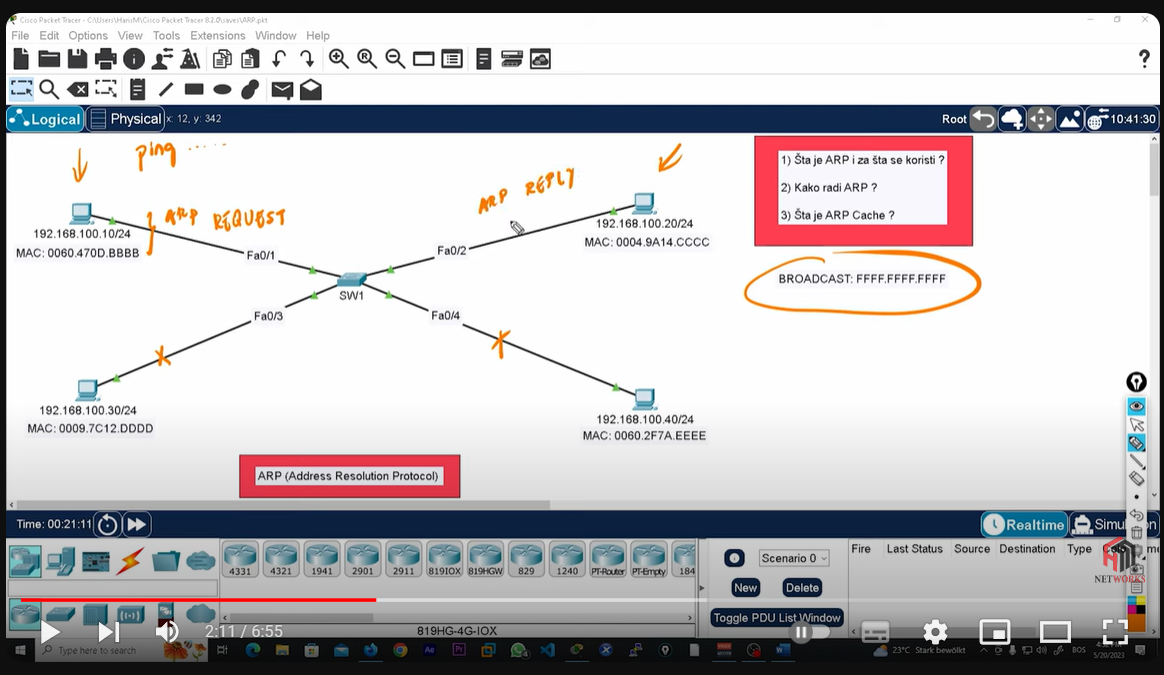 Cisco Packet Tracer - C:\Users\HarisM\Cisco Packet Tracer 8.2.0\saves\ARP.pkt
File Edit Options View Tools Extensions Window Help
Logical Physical x: 12, y: 342 Root 10:41:30
ping ......
ARP REQUEST
ARP REPLY
192.168.100.10/24
MAC: 0060.470D.BBBB
192.168.100.20/24
MAC: 0004.9A14.CCCC
Fa0/1
Fa0/2
SW1
Fa0/3
Fa0/4
192.168.100.30/24
MAC: 0009.7C12.DDDD
192.168.100.40/24
MAC: 0060.2F7A.EEEE
1) Šta je ARP i za šta se koristi ?
2) Kako radi ARP ?
3) Šta je ARP Cache ?
BROADCAST: FFFF.FFFF.FFFF
ARP (Address Resolution Protocol)
Time: 00:21:11 Realtime
4331 4321 1941 2901 2911 819IOX 819HGW 829 1240 PT-Router PT-Empty 184
Scenario 0
New Delete
Toggle PDU List Window
Fire Last Status Source Destination Type
NETWORKS
819HG-4G-IOX
2:11 / 6:55
Type here to search
23°C Stark bewölkt
BOS
5/20/2023